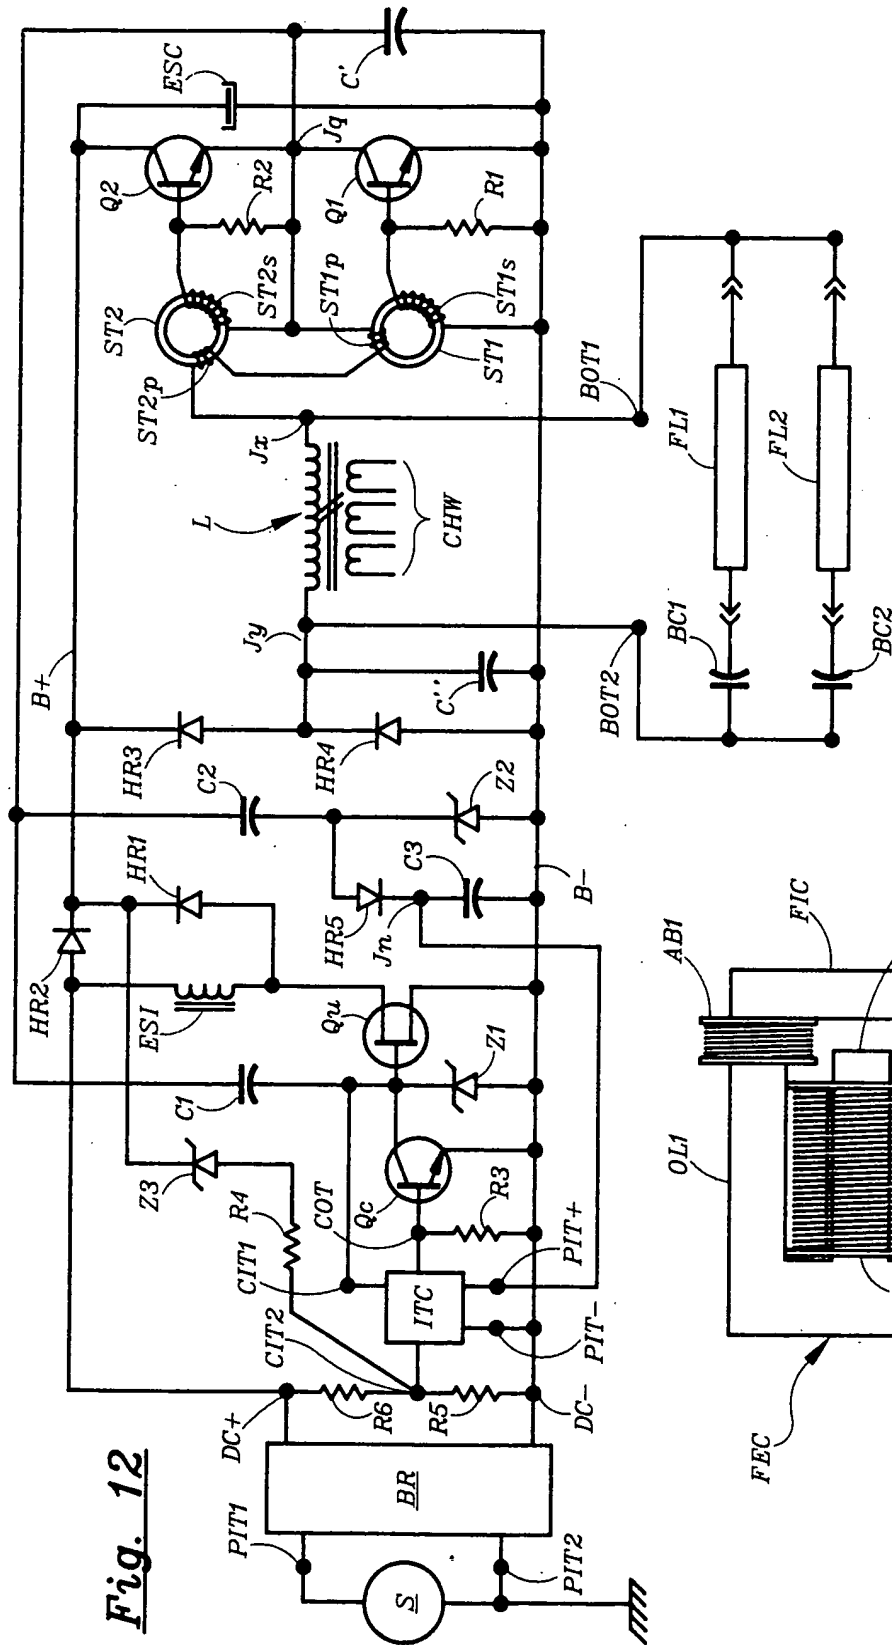 Fig. 12
S
PIT1
PIT2
BR
DC+
DC-
R6
R5
CIT2
CIT1
ITC
PIT-
PIT+
COT
R3
R4
Z3
Qc
C1
Z1
Qu
ESI
HR2
HR1
HR5
Jn
C3
B-
C2
Z2
HR3
HR4
B+
C''
Jy
L
CHW
Jx
ST2p
ST2
ST2s
ST1p
ST1
ST1s
Q2
R2
Q1
R1
Jq
ESC
C'
BOT1
BOT2
FL1
FL2
BC1
BC2
FEC
OL1
AB1
FIC